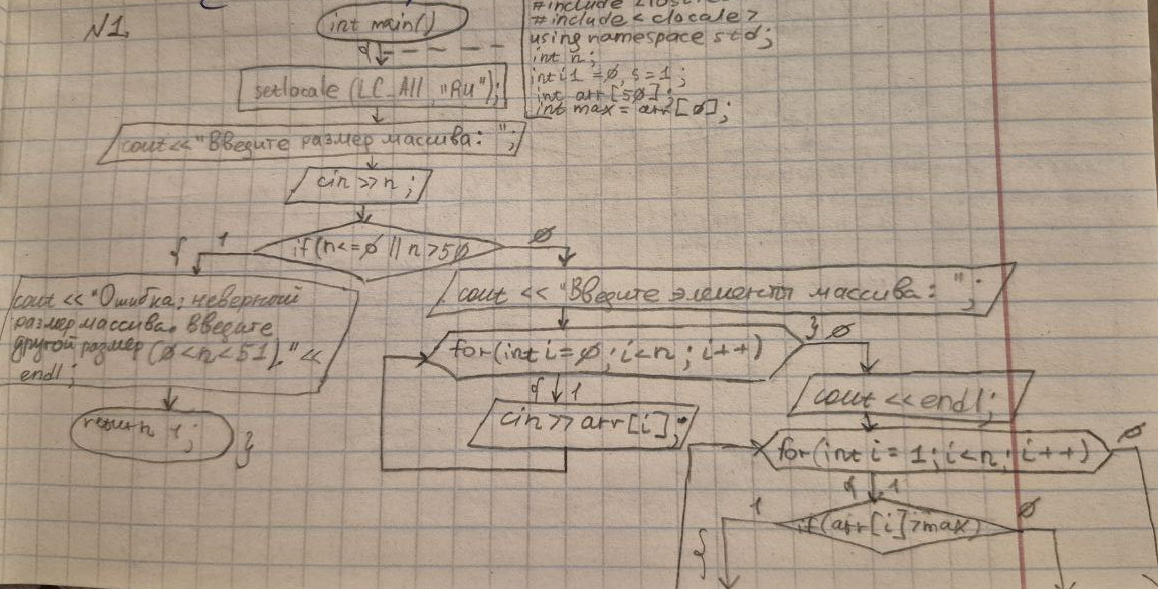 N1.
int main()
{
#include <clocale>
using namespace std;
int n;
int i1 = 0, s = 1;
int arr[50];
int max = arr[0];
setlocale (LC_All, "Ru");
cout << "Введите размер массива: ";
cin >> n;
if (n <= 0 || n > 50
{ 1
0
cout << "Ошибка: неверный
размер массива. Введите
другой размер (0<n<51)." <<
endl;
return 1;
}
cout << "Введите элементы массива: ";
for(int i=0; i<n; i++)
} 0
{ 1
cin >> arr[i];
cout << endl;
for(int i = 1; i<n; i++)
0
{ 1
if(arr[i]>max)
1
0
{